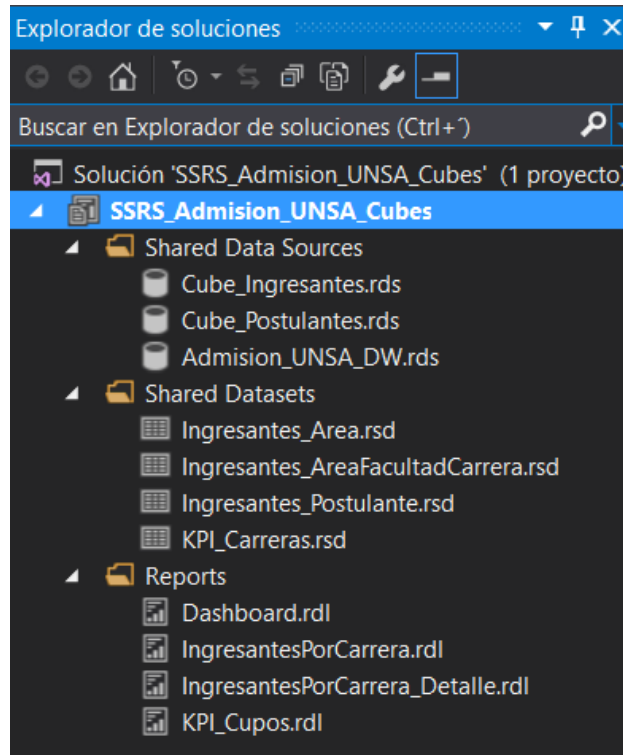 Explorador de soluciones
Buscar en Explorador de soluciones (Ctrl+´)
Solución 'SSRS_Admision_UNSA_Cubes' (1 proyecto)
SSRS_Admision_UNSA_Cubes
Shared Data Sources
Cube_Ingresantes.rds
Cube_Postulantes.rds
Admision_UNSA_DW.rds
Shared Datasets
Ingresantes_Area.rsd
Ingresantes_AreaFacultadCarrera.rsd
Ingresantes_Postulante.rsd
KPI_Carreras.rsd
Reports
Dashboard.rdl
IngresantesPorCarrera.rdl
IngresantesPorCarrera_Detalle.rdl
KPI_Cupos.rdl